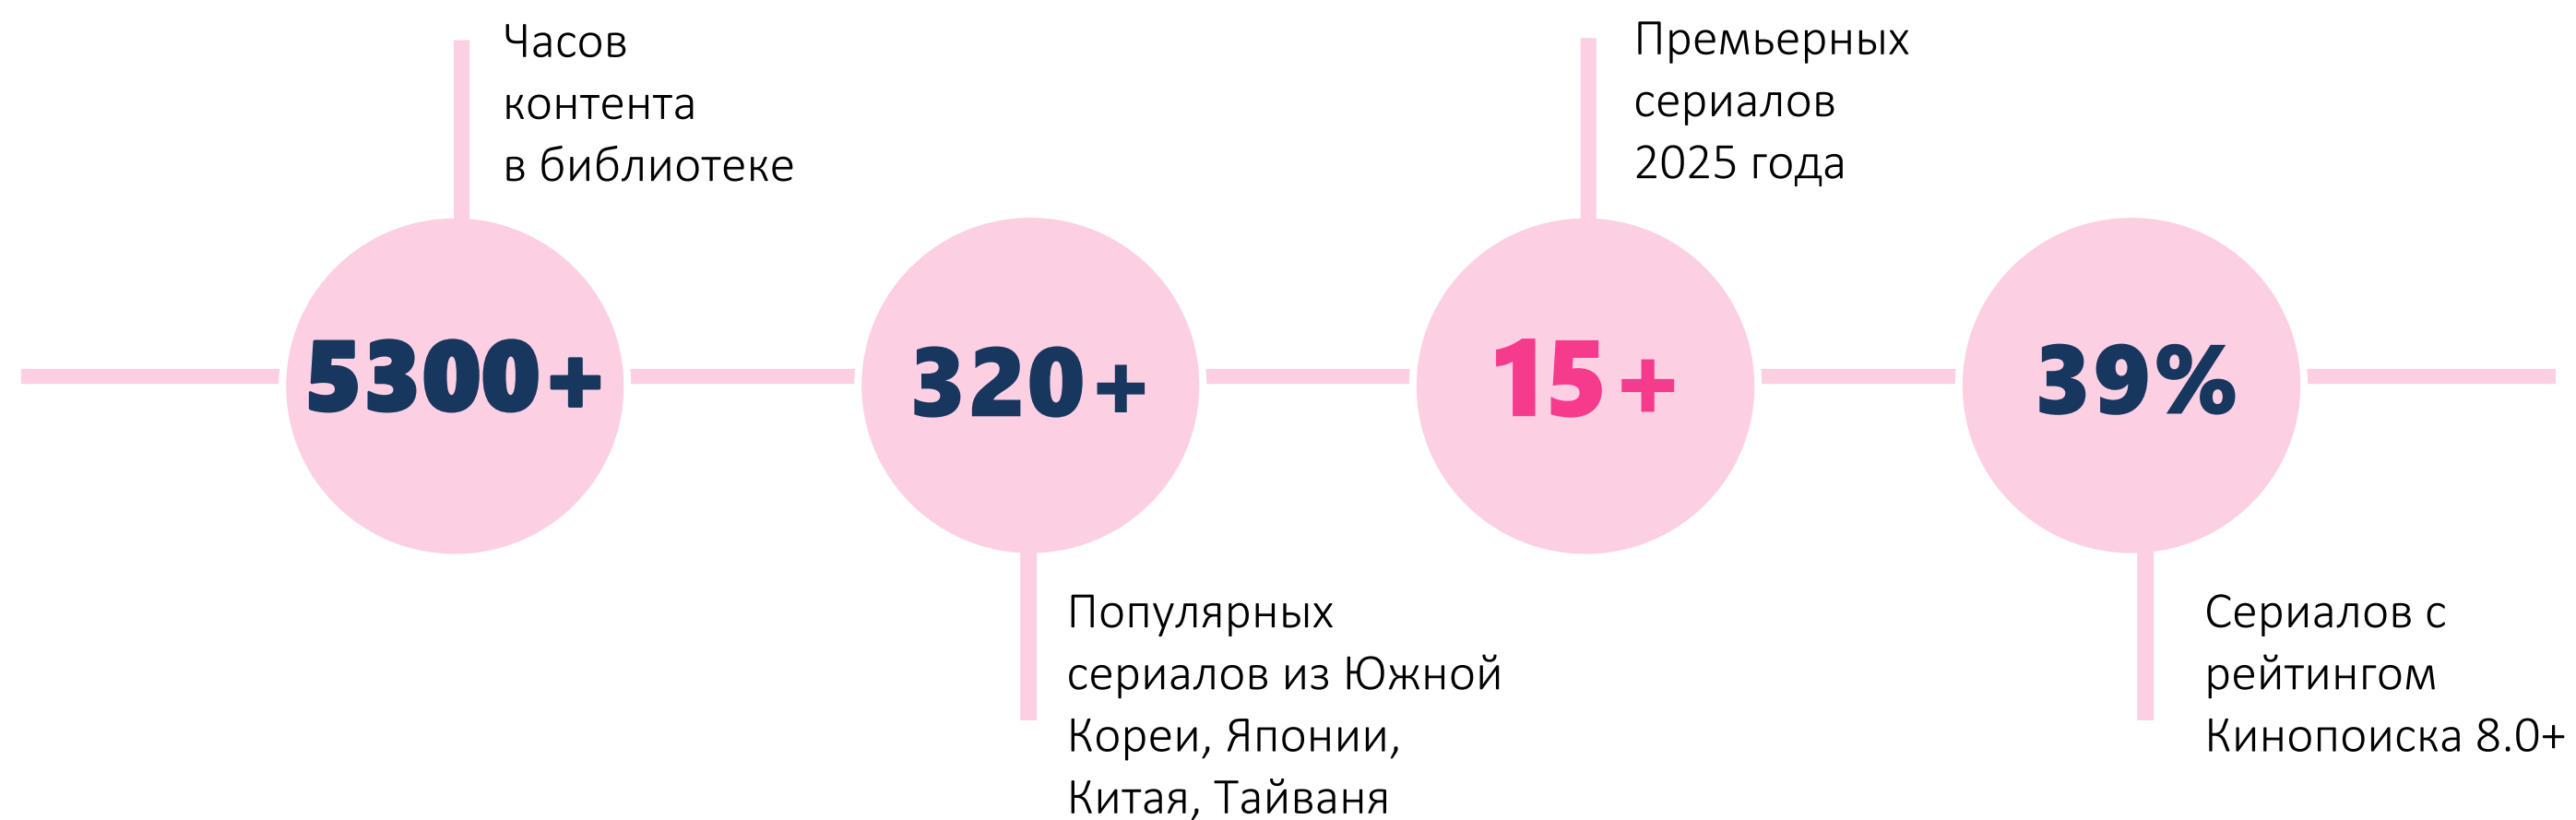 Часов
контента
в библиотеке
5300+
320+
Популярных
сериалов из Южной
Кореи, Японии,
Китая, Тайваня
Премьерных
сериалов
2025 года
15+
39%
Сериалов с
рейтингом
Кинопоиска 8.0+